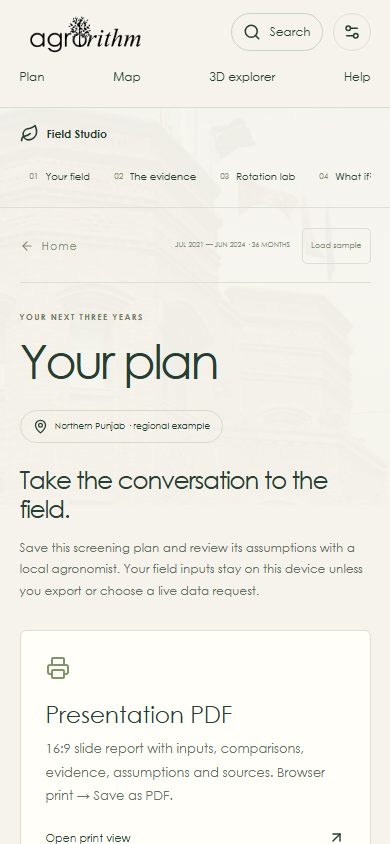 agrorithm
Search
Plan Map 3D explorer Help
Field Studio
01 Your field 02 The evidence 03 Rotation lab 04 What if
← Home JUL 2021 — JUN 2024 · 36 MONTHS Load sample
YOUR NEXT THREE YEARS
Your plan
Northern Punjab · regional example
Take the conversation to the
field.
Save this screening plan and review its assumptions with a
local agronomist. Your field inputs stay on this device unless
you export or choose a live data request.
Presentation PDF
16:9 slide report with inputs, comparisons,
evidence, assumptions and sources. Browser
print → Save as PDF.
Open print view